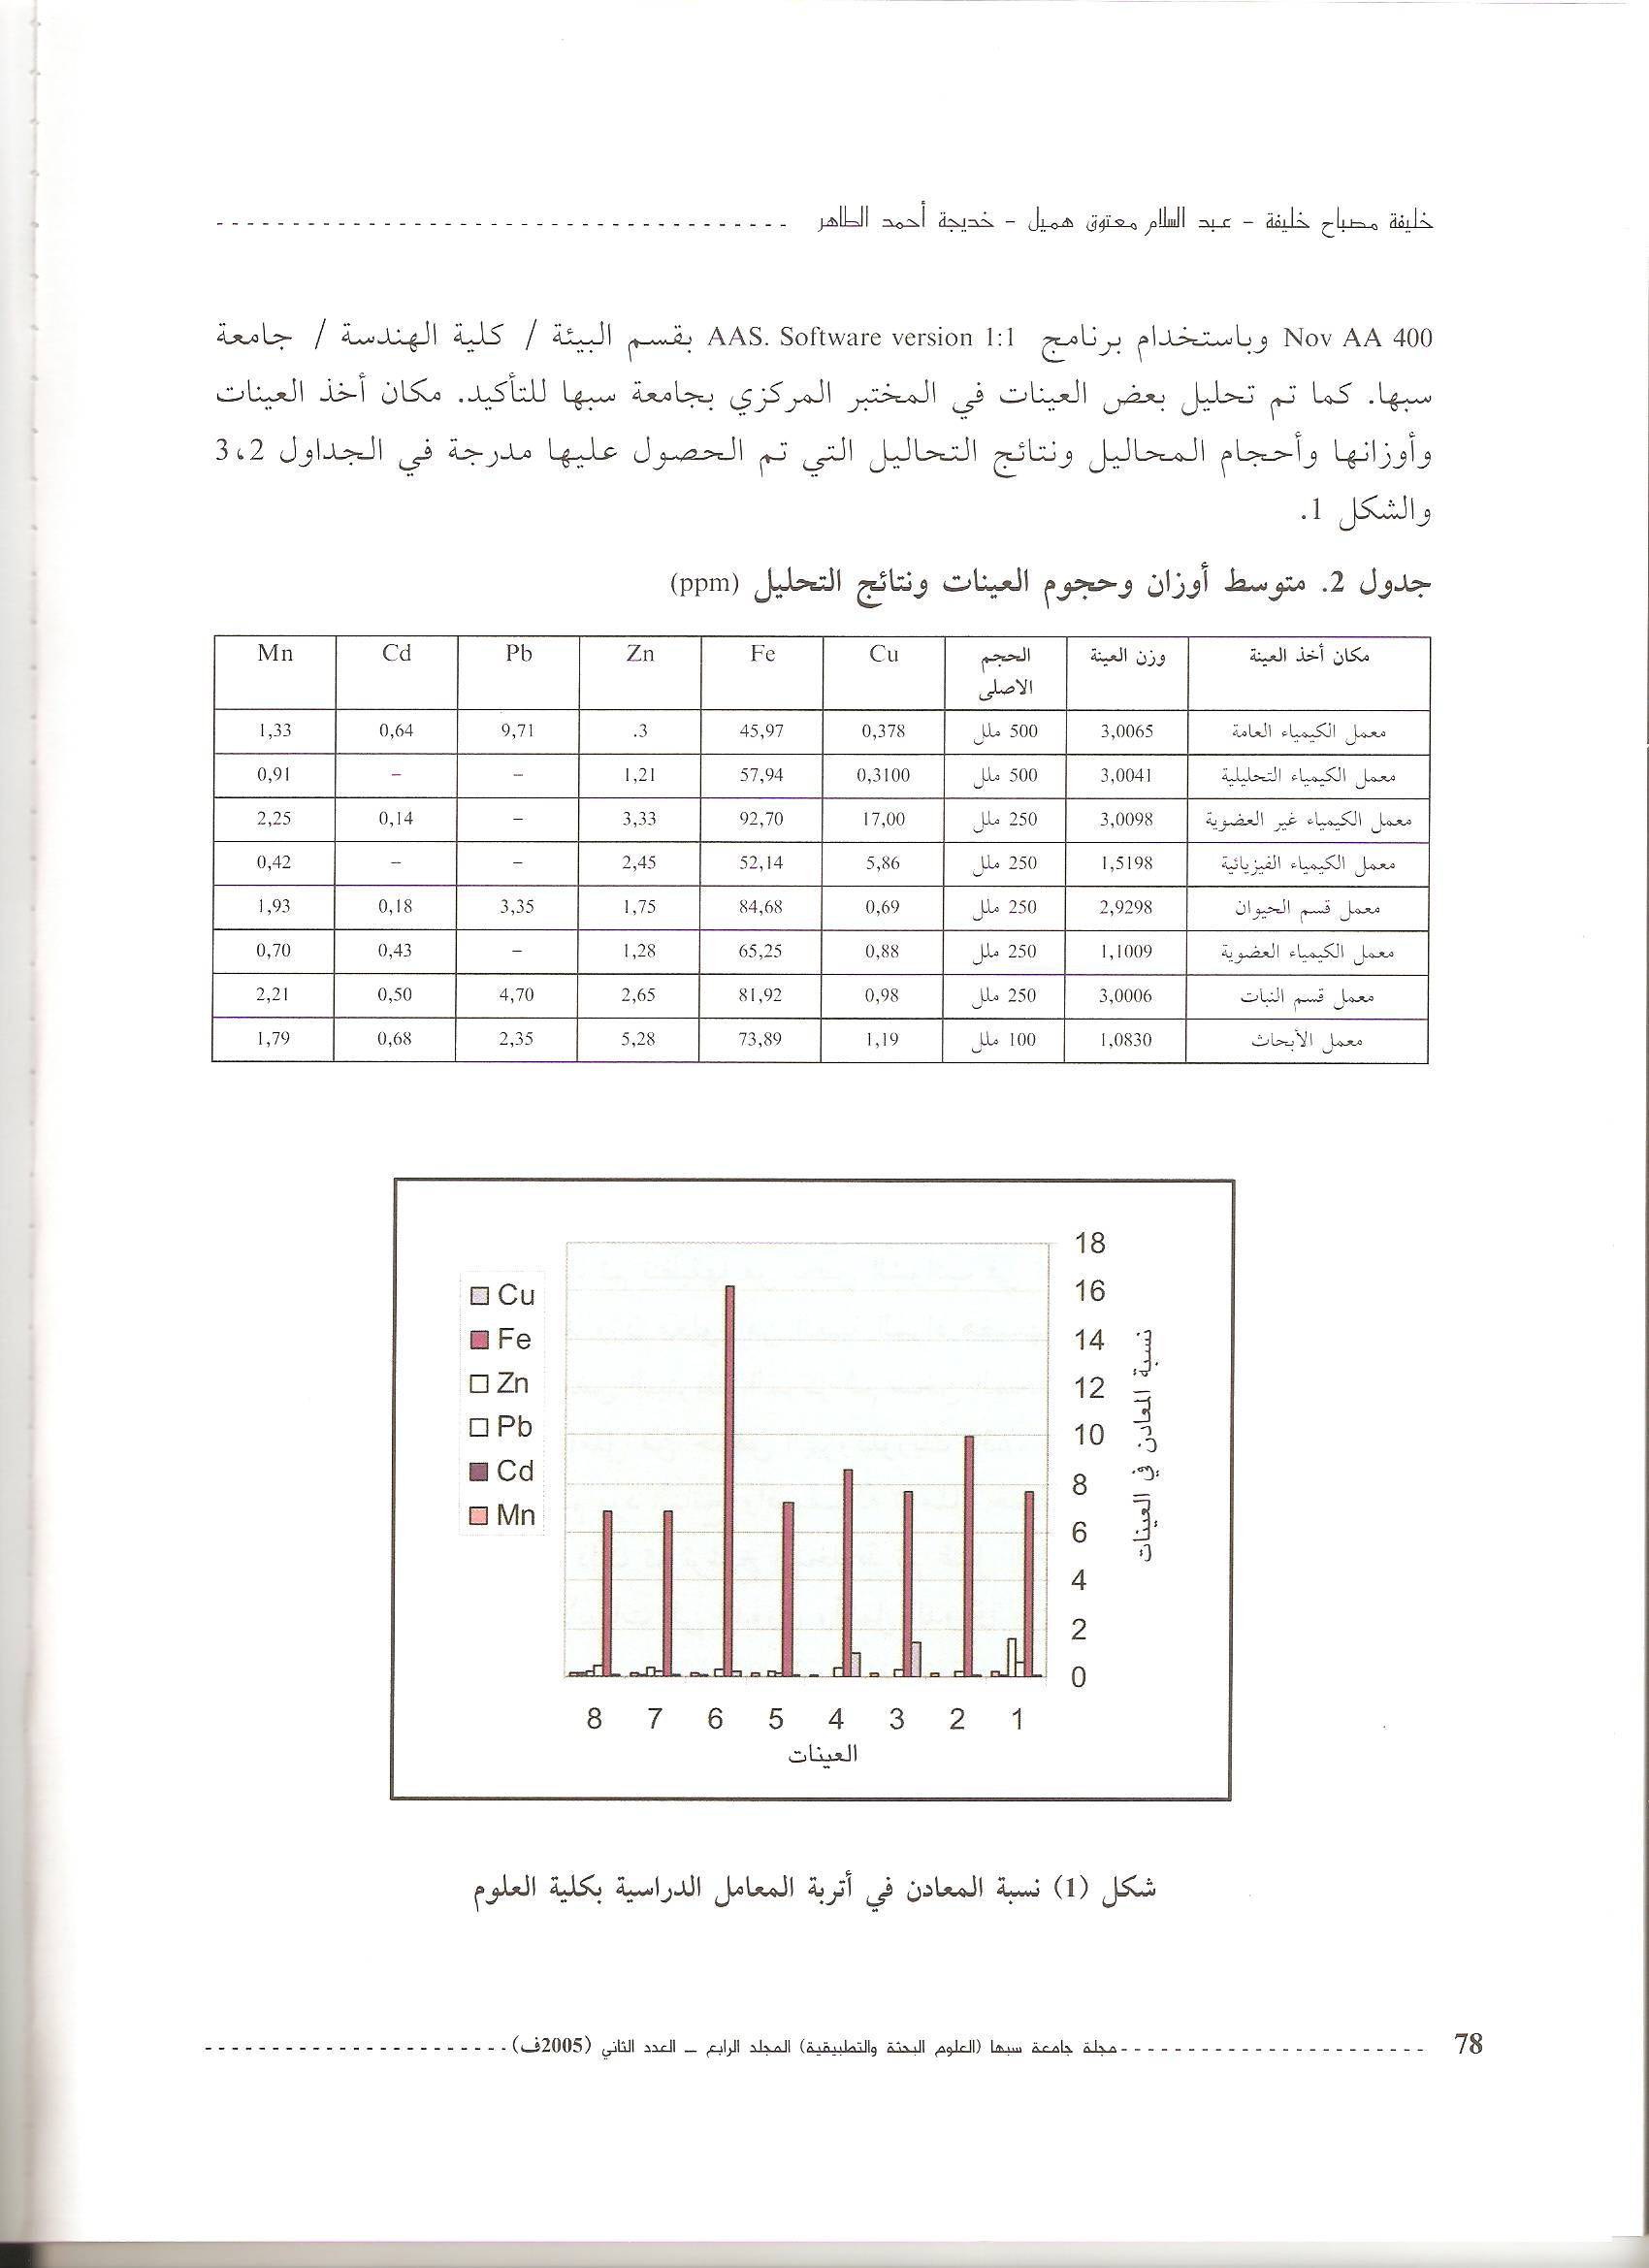 خليفة مصباح خليفة - عبد السلام معتوق هميل - خديجة أحمد الطاهر
Nov AA 400 وباستخدام برنامج AAS. Software version 1:1 بقسم البيئة / كلية الهندسة / جامعة
سبها. كما تم تحليل بعض العينات في المختبر المركزي بجامعة سبها للتأكيد. مكان أخذ العينات
وأوزانها وأحجام المحاليل ونتائج التحاليل التي تم الحصول عليها مدرجة في الجداول 2،3
والشكل 1.
جدول 2. متوسط أوزان وحجوم العينات ونتائج التحليل (ppm)
مكان أخذ العينة وزن العينة الحجم الاصلى Cu Fe Zn Pb Cd Mn
معمل الكيمياء العامة 3,0065 500 ملل 0,378 45,97 3. 9,71 0,64 1,33
معمل الكيمياء التحليلية 3,0041 500 ملل 0,3100 57,94 1,21 – – 0,91
معمل الكيمياء غير العضوية 3,0098 250 ملل 17,00 92,70 3,33 – 0,14 2,25
معمل الكيمياء الفيزيائية 1,5198 250 ملل 5,86 52,14 2,45 – – 0,42
معمل قسم الحيوان 2,9298 250 ملل 0,69 84,68 1,75 3,35 0,18 1,93
معمل الكيمياء العضوية 1,1009 250 ملل 0,88 65,25 1,28 – 0,43 0,70
معمل قسم النبات 3,0006 250 ملل 0,98 81,92 2,65 4,70 0,50 2,21
معمل الأبحاث 1,0830 100 ملل 1,19 73,89 5,28 2,35 0,68 1,79
نسبة المعادن في العينات
18
16
14
12
10
8
6
4
2
0
Cu
Fe
Zn
Pb
Cd
Mn
1 2 3 4 5 6 7 8
العينات
شكل (1) نسبة المعادن في أتربة المعامل الدراسية بكلية العلوم
78 مجلة جامعة سبها (العلوم البحثة والتطبيقية) المجلد الرابع – العدد الثاني (2005ف)